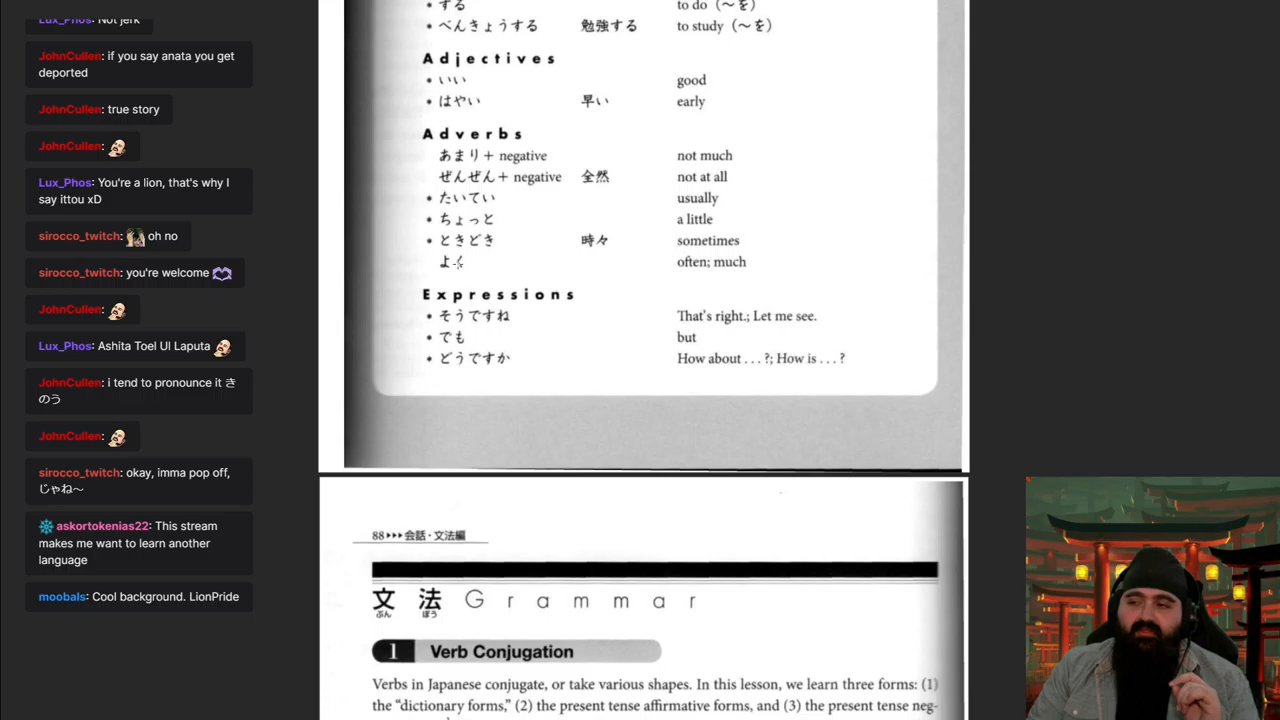 Lux_Phos: Not jerk
JohnCullen: if you say anata you get
deported
JohnCullen: true story
JohnCullen:
Lux_Phos: You're a lion, that's why I
say ittou xD
sirocco_twitch: oh no
sirocco_twitch: you're welcome
JohnCullen:
Lux_Phos: Ashita Toel Ul Laputa
JohnCullen: i tend to pronounce it き
のう
JohnCullen:
sirocco_twitch: okay, imma pop off,
じゃね〜
askortokenias22: This stream
makes me want to learn another
language
moobals: Cool background. LionPride
• する to do (〜を)
• べんきょうする 勉強する to study (〜を)
Adjectives
• いい good
• はやい 早い early
Adverbs
あまり + negative not much
ぜんぜん + negative 全然 not at all
• たいてい usually
• ちょっと a little
• ときどき 時々 sometimes
よく often; much
Expressions
• そうですね That's right.; Let me see.
• でも but
• どうですか How about . . . ?; How is . . . ?
88▸▸▸会話・文法編
文法 Grammar
ぶん ぽう
1 Verb Conjugation
Verbs in Japanese conjugate, or take various shapes. In this lesson, we learn three forms: (1)
the "dictionary forms," (2) the present tense affirmative forms, and (3) the present tense neg-